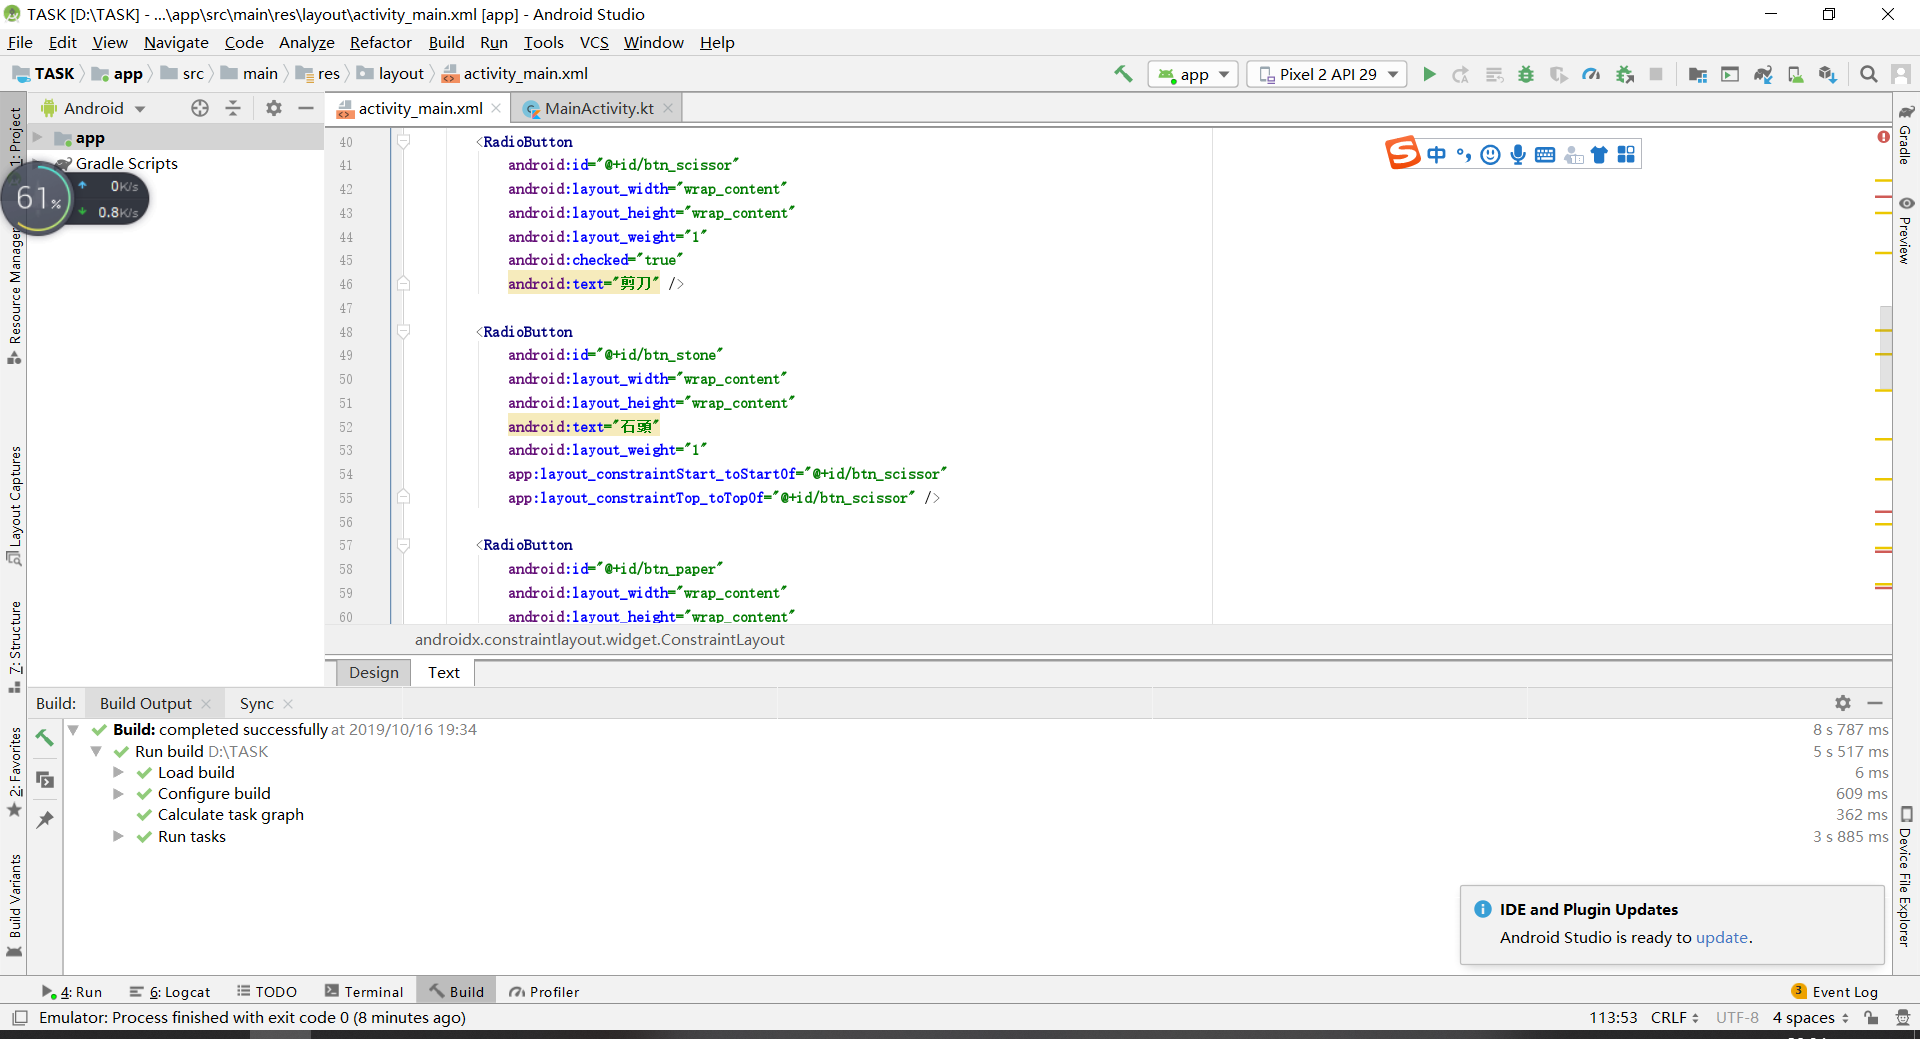 TASK [D:\TASK] - ...\app\src\main\res\layout\activity_main.xml [app] - Android Studio
File Edit View Navigate Code Analyze Refactor Build Run Tools VCS Window Help
TASK app src main res layout activity_main.xml
app Pixel 2 API 29
Android
activity_main.xml MainActivity.kt
app
Gradle Scripts
61%
0K/s
0.8K/s
1: Project
Resource Manager
Layout Captures
7: Structure
2: Favorites
Build Variants
40 <RadioButton
41 android:id="@+id/btn_scissor"
42 android:layout_width="wrap_content"
43 android:layout_height="wrap_content"
44 android:layout_weight="1"
45 android:checked="true"
46 android:text="剪刀" />
47
48 <RadioButton
49 android:id="@+id/btn_stone"
50 android:layout_width="wrap_content"
51 android:layout_height="wrap_content"
52 android:text="石頭"
53 android:layout_weight="1"
54 app:layout_constraintStart_toStartOf="@+id/btn_scissor"
55 app:layout_constraintTop_toTopOf="@+id/btn_scissor" />
56
57 <RadioButton
58 android:id="@+id/btn_paper"
59 android:layout_width="wrap_content"
60 android:layout_height="wrap_content"
S 中
Gradle
Preview
Device File Explorer
androidx.constraintlayout.widget.ConstraintLayout
Design Text
Build: Build Output Sync
Build: completed successfully at 2019/10/16 19:34 8 s 787 ms
Run build D:\TASK 5 s 517 ms
Load build 6 ms
Configure build 609 ms
Calculate task graph 362 ms
Run tasks 3 s 885 ms
IDE and Plugin Updates
Android Studio is ready to update.
4: Run 6: Logcat TODO Terminal Build Profiler 3 Event Log
Emulator: Process finished with exit code 0 (8 minutes ago) 113:53 CRLF UTF-8 4 spaces